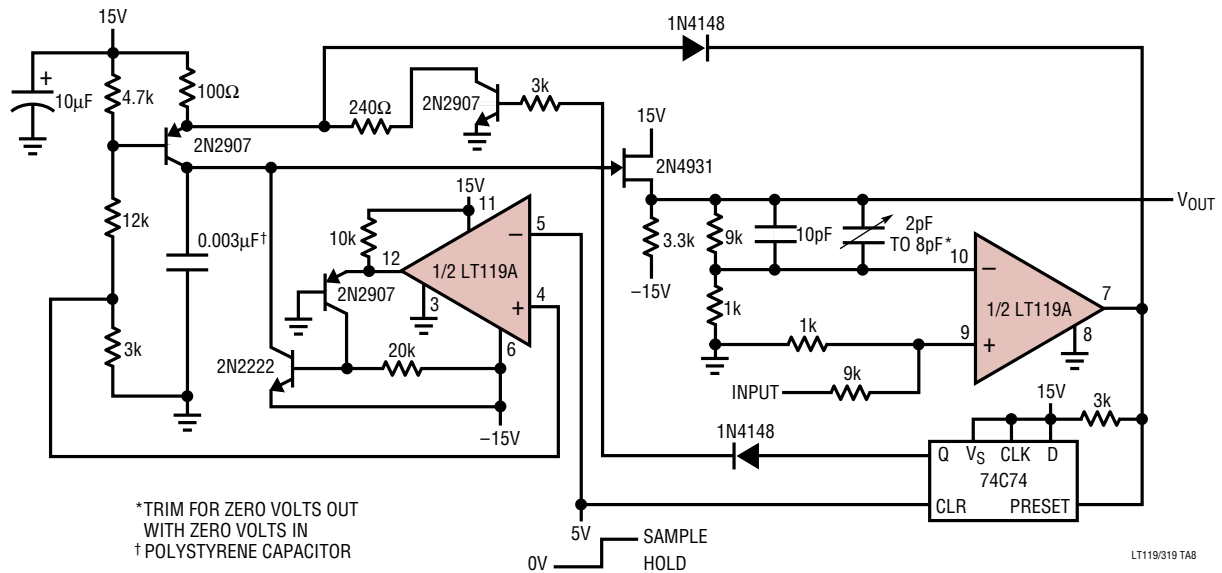 15V
1N4148
+
10µF
4.7k
100Ω
240Ω
2N2907
3k
15V
2N2907
2N4931
15V
11
VOUT
12k
0.003µF†
10k
12
1/2 LT119A
–
5
+
4
3
6
3.3k
–15V
9k
10pF
2pF
TO 8pF*
10
–
1/2 LT119A
7
9
+
8
2N2907
1k
1k
3k
2N2222
20k
INPUT
9k
–15V
15V
3k
1N4148
Q VS CLK D
74C74
CLR PRESET
*TRIM FOR ZERO VOLTS OUT
WITH ZERO VOLTS IN
†POLYSTYRENE CAPACITOR
5V
0V
SAMPLE
HOLD
LT119/319 TA8